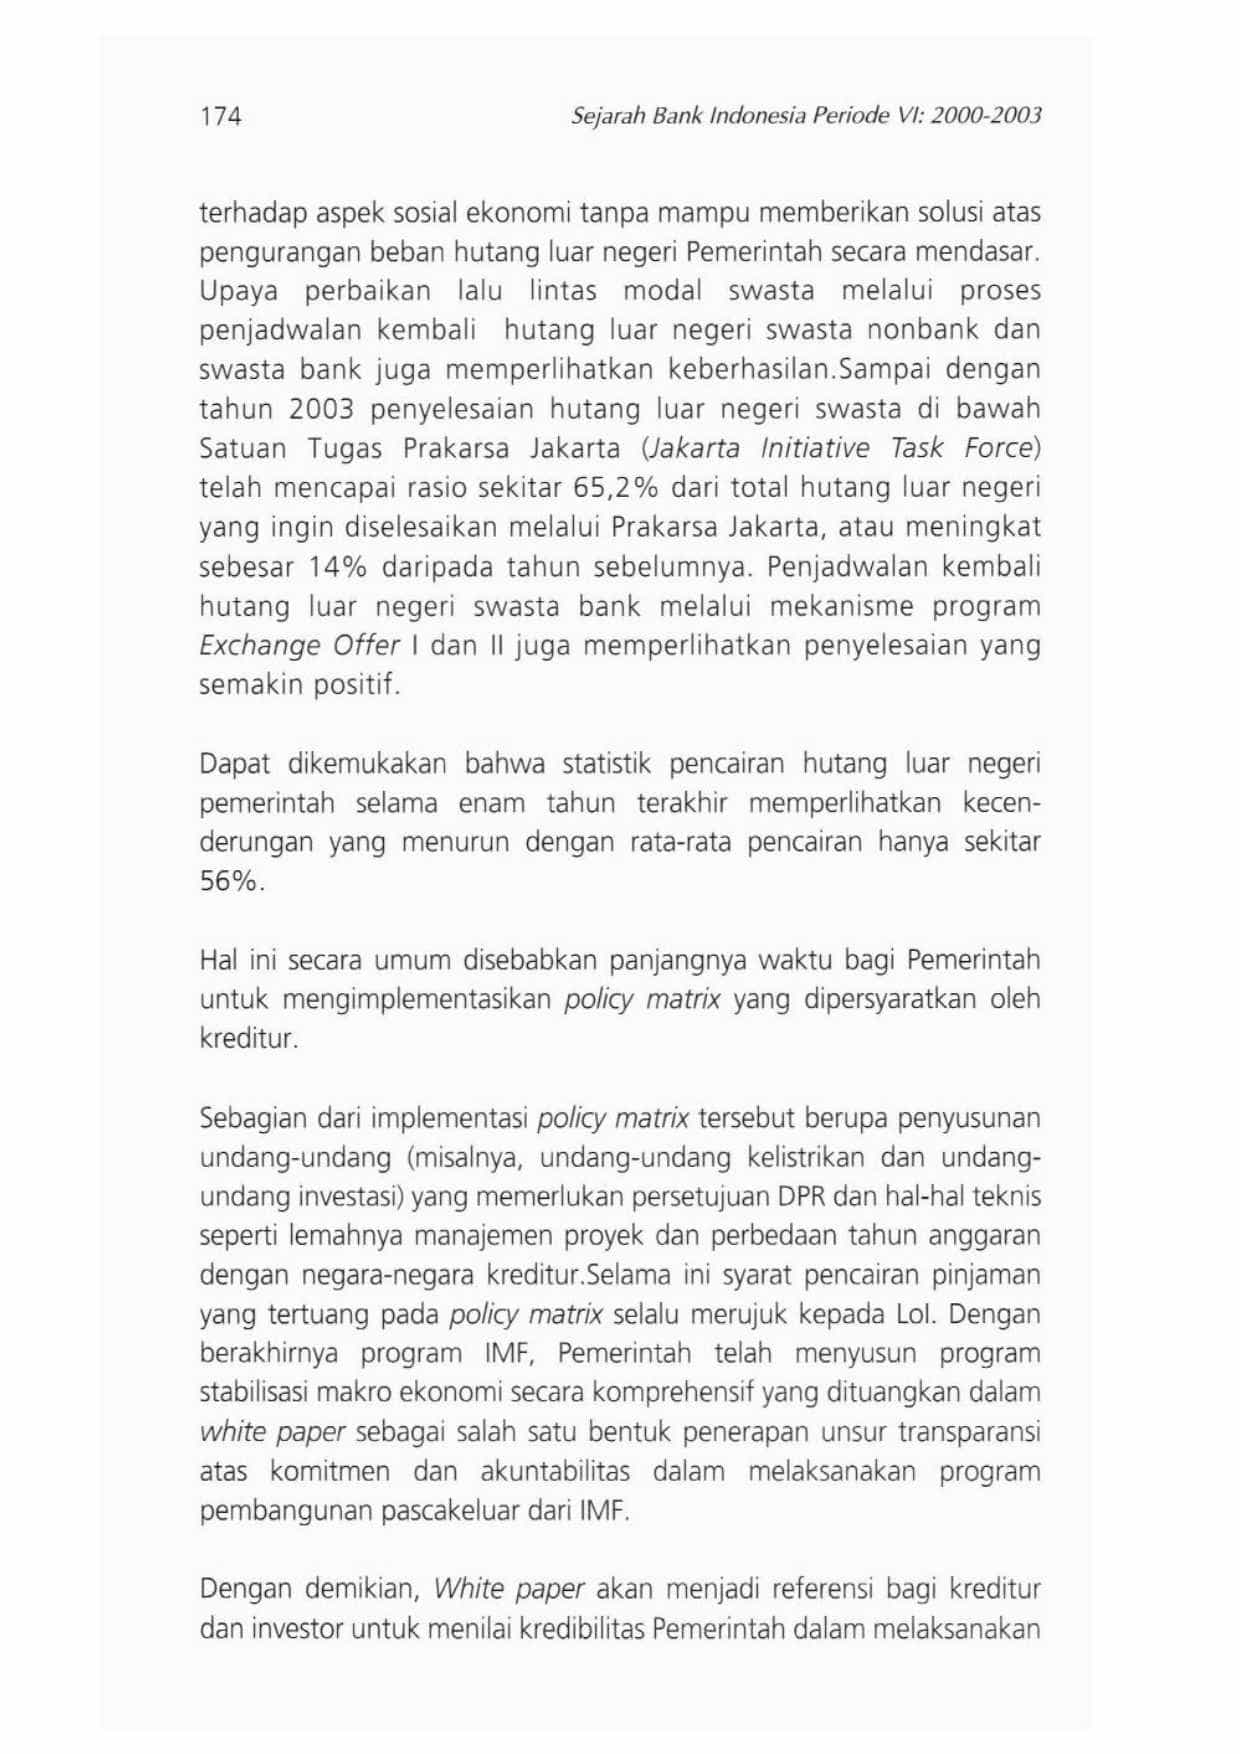 174
Sejarah Bank Indonesia Periode VI: 2000-2003
terhadap aspek sosial ekonomi tanpa mampu memberikan solusi atas
pengurangan beban hutang luar negeri Pemerintah secara mendasar.
Upaya perbaikan lalu lintas modal swasta melalui proses
penjadwalan kembali hutang luar negeri swasta nonbank dan
swasta bank juga memperlihatkan keberhasilan.Sampai dengan
tahun 2003 penyelesaian hutang luar negeri swasta di bawah
Satuan Tugas Prakarsa Jakarta (Jakarta Initiative Task Force)
telah mencapai rasio sekitar 65,2% dari total hutang luar negeri
yang ingin diselesaikan melalui Prakarsa Jakarta, atau meningkat
sebesar 14% daripada tahun sebelumnya. Penjadwalan kembali
hutang luar negeri swasta bank melalui mekanisme program
Exchange Offer I dan II juga memperlihatkan penyelesaian yang
semakin positif.
Dapat dikemukakan bahwa statistik pencairan hutang luar negeri
pemerintah selama enam tahun terakhir memperlihatkan kecen-
derungan yang menurun dengan rata-rata pencairan hanya sekitar
56%.
Hal ini secara umum disebabkan panjangnya waktu bagi Pemerintah
untuk mengimplementasikan policy matrix yang dipersyaratkan oleh
kreditur.
Sebagian dari implementasi policy matrix tersebut berupa penyusunan
undang-undang (misalnya, undang-undang kelistrikan dan undang-
undang investasi) yang memerlukan persetujuan DPR dan hal-hal teknis
seperti lemahnya manajemen proyek dan perbedaan tahun anggaran
dengan negara-negara kreditur.Selama ini syarat pencairan pinjaman
yang tertuang pada policy matrix selalu merujuk kepada LoI. Dengan
berakhirnya program IMF, Pemerintah telah menyusun program
stabilisasi makro ekonomi secara komprehensif yang dituangkan dalam
white paper sebagai salah satu bentuk penerapan unsur transparansi
atas komitmen dan akuntabilitas dalam melaksanakan program
pembangunan pascakeluar dari IMF.
Dengan demikian, White paper akan menjadi referensi bagi kreditur
dan investor untuk menilai kredibilitas Pemerintah dalam melaksanakan